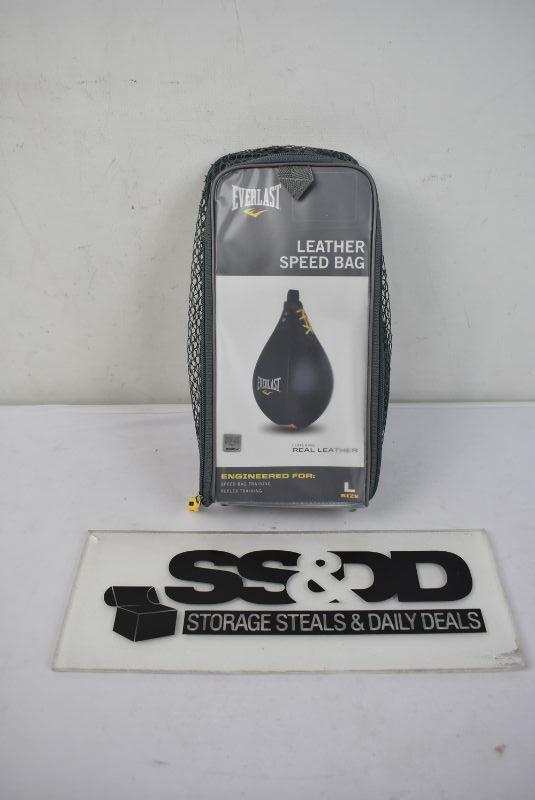 EVERLAST
LEATHER
SPEED BAG
EVERLAST
REAL LEATHER
ENGINEERED FOR:
SPEED BAG TRAINING
REFLEX TRAINING
L
SIZE
SS&DD
STORAGE STEALS & DAILY DEALS